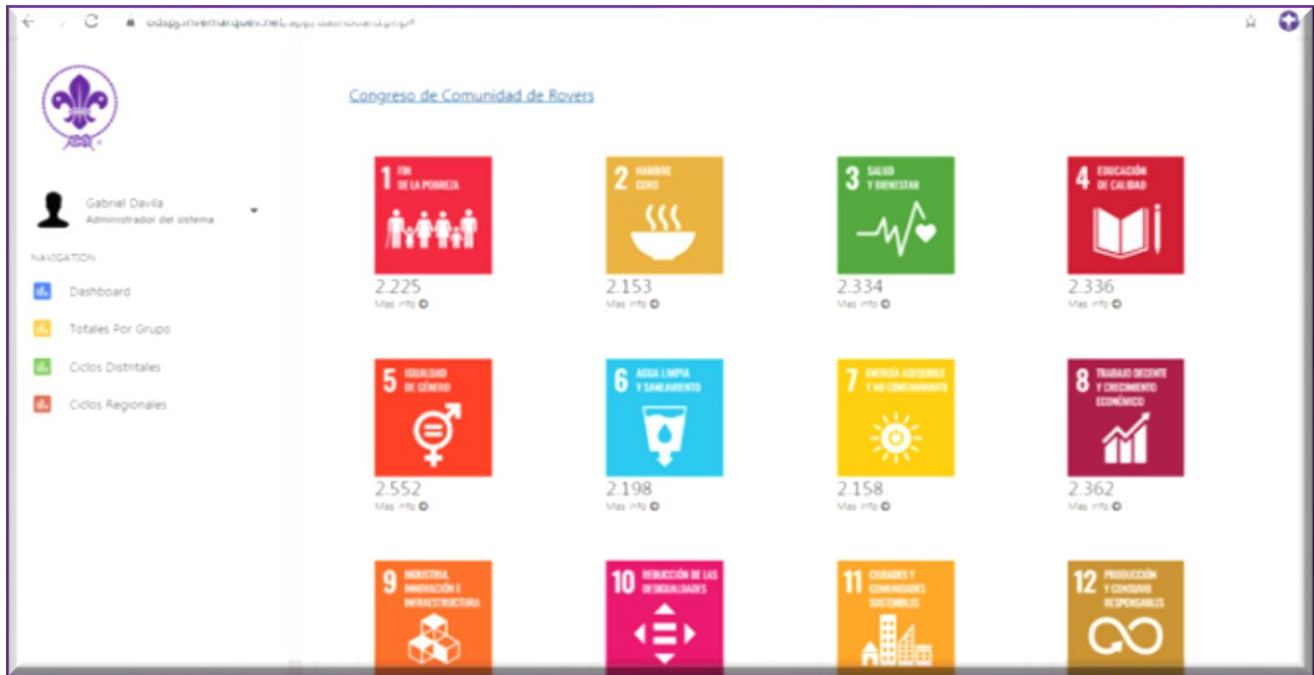 Congreso de Comunidad de Rovers
Gabriel Davila
Administrador del sistema
NAVIGATION
Dashboard
Totales Por Grupo
Ciclos Distritales
Ciclos Regionales
1 FIN
DE LA POBREZA
2.225
Mas info
2 HAMBRE
CERO
2.153
Mas info
3 SALUD
Y BIENESTAR
2.334
Mas info
4 EDUCACIÓN
DE CALIDAD
2.336
Mas info
5 IGUALDAD
DE GÉNERO
2.552
Mas info
6 AGUA LIMPIA
Y SANEAMIENTO
2.198
Mas info
7 ENERGÍA ASEQUIBLE
Y NO CONTAMINANTE
2.158
Mas info
8 TRABAJO DECENTE
Y CRECIMIENTO
ECONÓMICO
2.362
Mas info
9 INDUSTRIA,
INNOVACIÓN E
INFRAESTRUCTURA
10 REDUCCIÓN DE LAS
DESIGUALDADES
11 CIUDADES Y
COMUNIDADES
SOSTENIBLES
12 PRODUCCIÓN
Y CONSUMO
RESPONSABLES